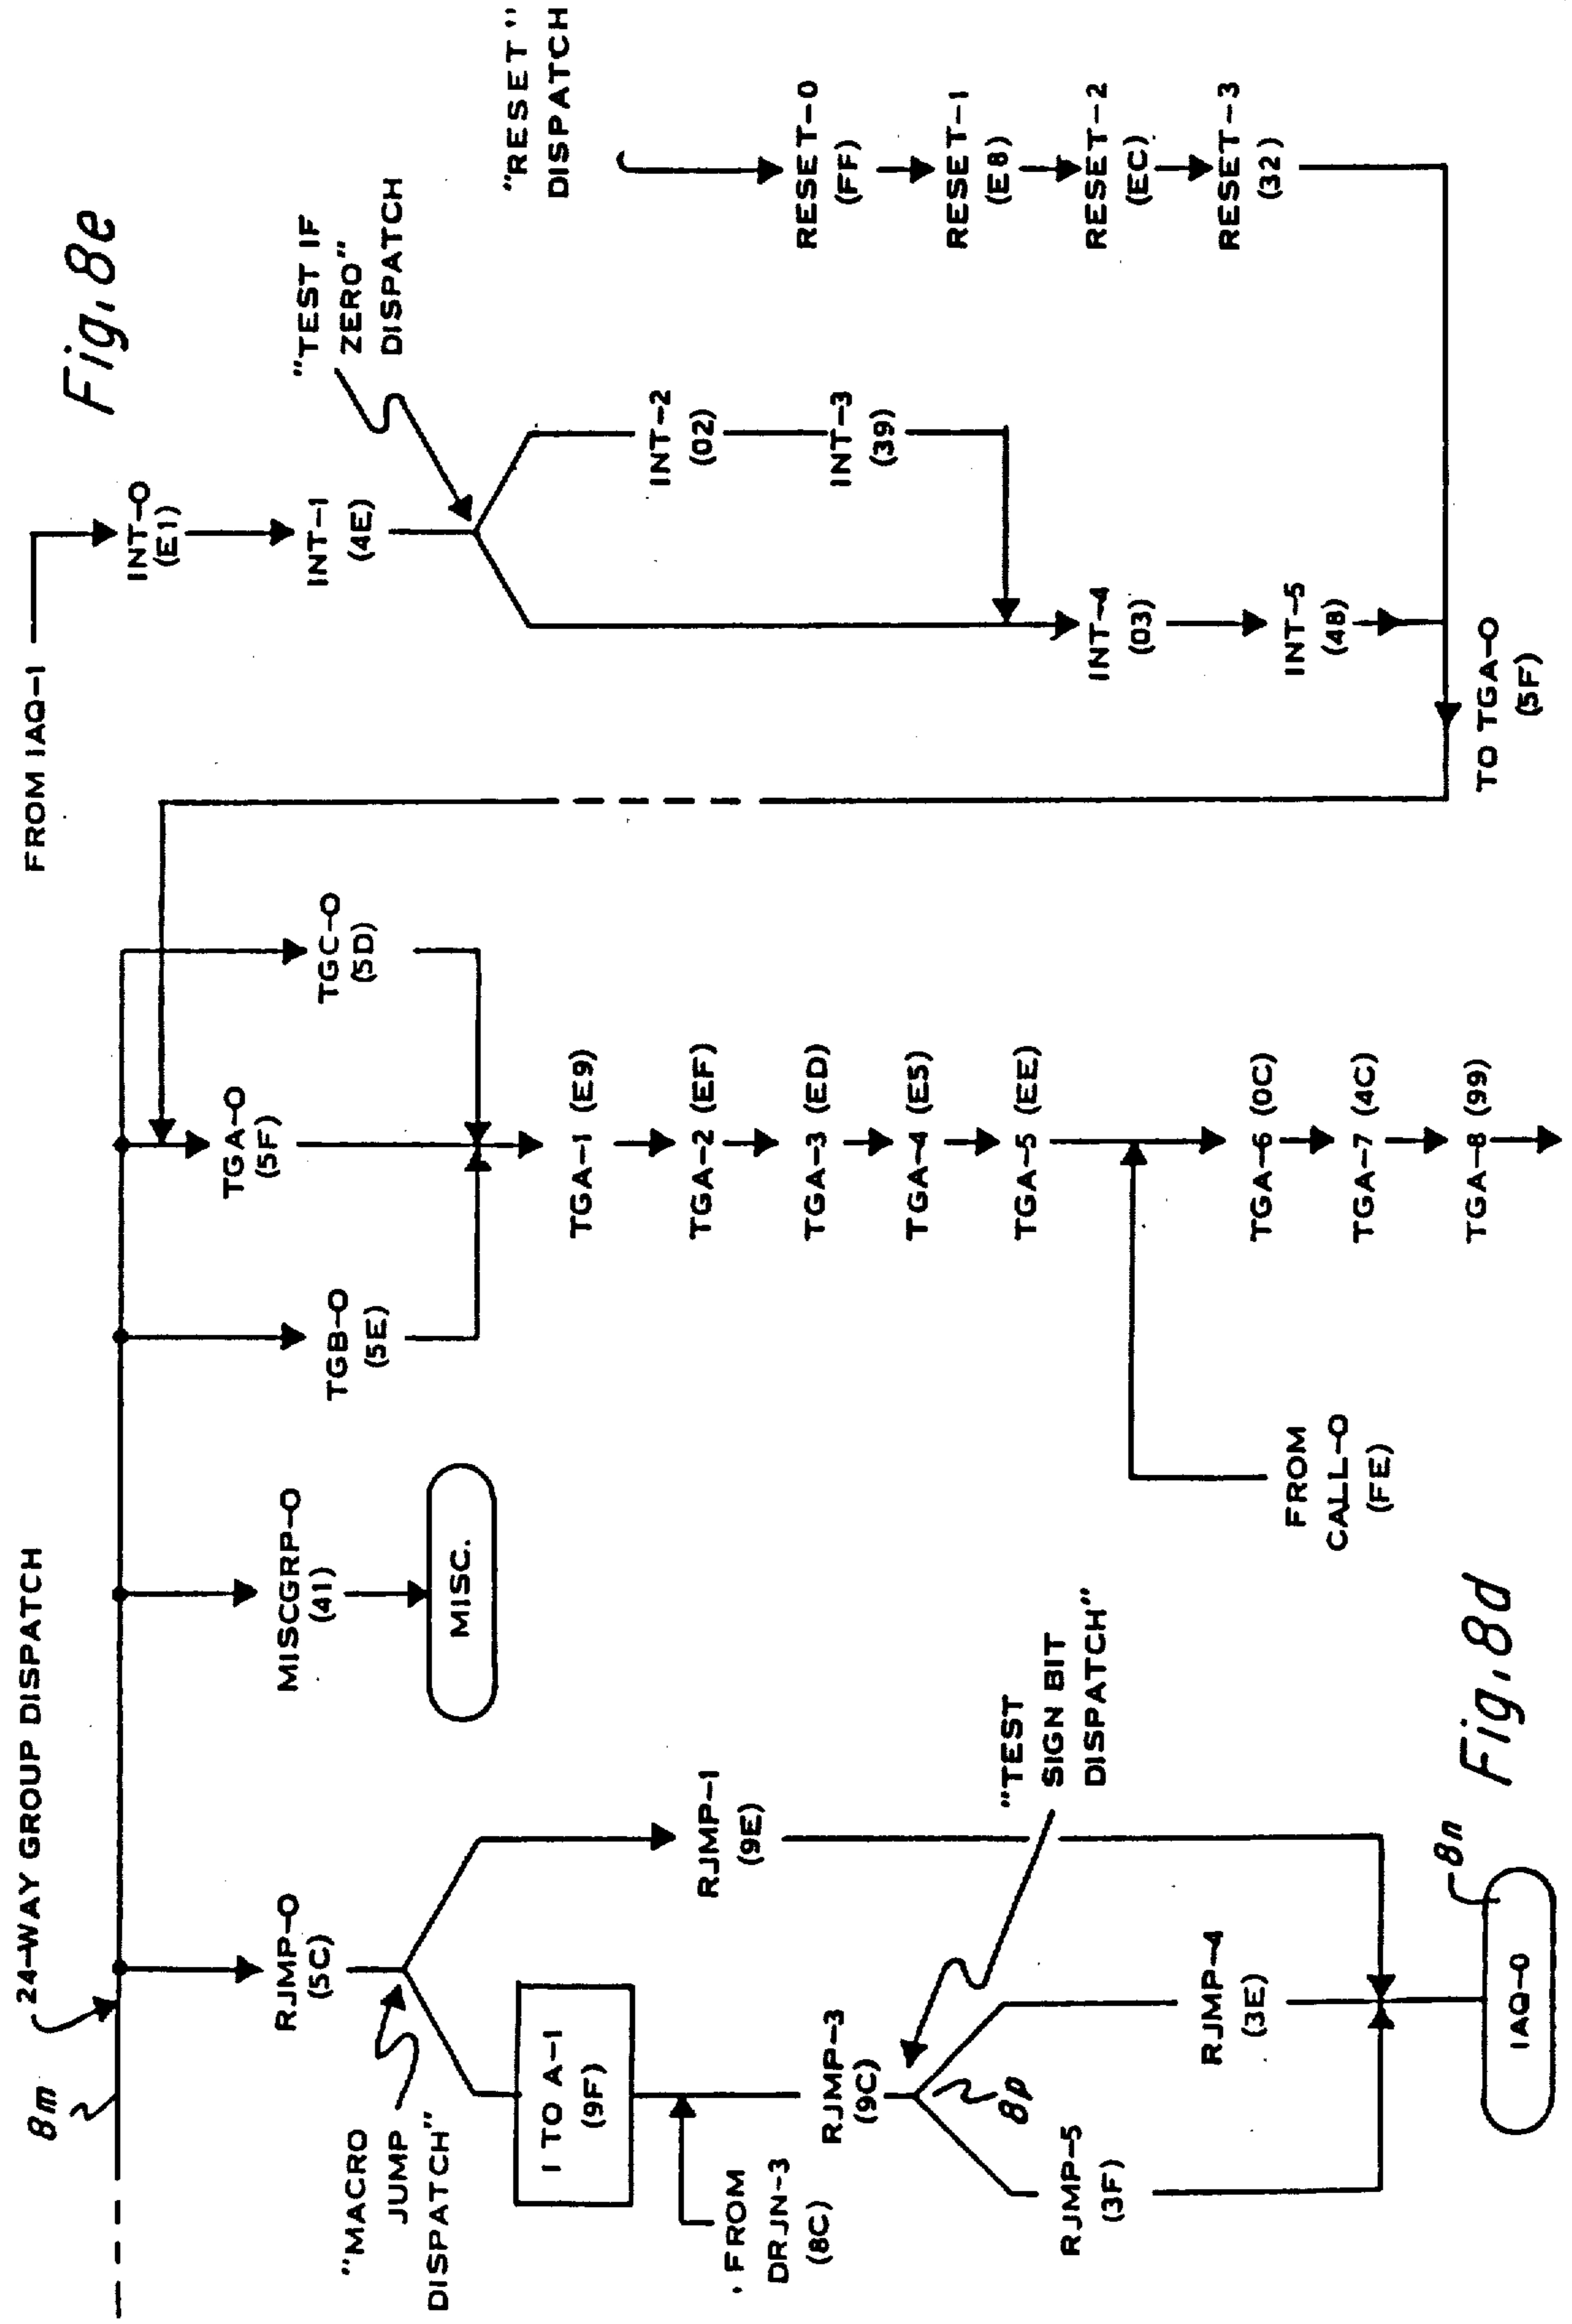 8m
24-WAY GROUP DISPATCH
RJMP-0
(5C)
"MACRO
JUMP
DISPATCH"
1 TO A-1
(9F)
FROM
DRJN-3
(8C)
RJMP-1
(9E)
RJMP-3
(9C)
"TEST
SIGN BIT
DISPATCH"
8p
RJMP-5
(3F)
RJMP-4
(3E)
8n
IAQ-0
MISCGRP-0
(41)
MISC.
TGB-0
(5E)
TGA-0
(5F)
TGC-0
(5D)
TGA-1 (E9)
TGA-2 (EF)
TGA-3 (ED)
TGA-4 (E5)
TGA-5 (EE)
FROM
CALL-0
(FE)
TGA-6 (0C)
TGA-7 (4C)
TGA-8 (99)
Fig. 8d
FROM IAQ-1
Fig. 8e
INT-0
(E1)
INT-1
(4E)
"TEST IF
ZERO"
DISPATCH
INT-2
(02)
INT-3
(39)
INT-4
(03)
INT-5
(4B)
"RESET"
DISPATCH
RESET-0
(FF)
RESET-1
(E8)
RESET-2
(EC)
RESET-3
(32)
TO TGA-0
(5F)